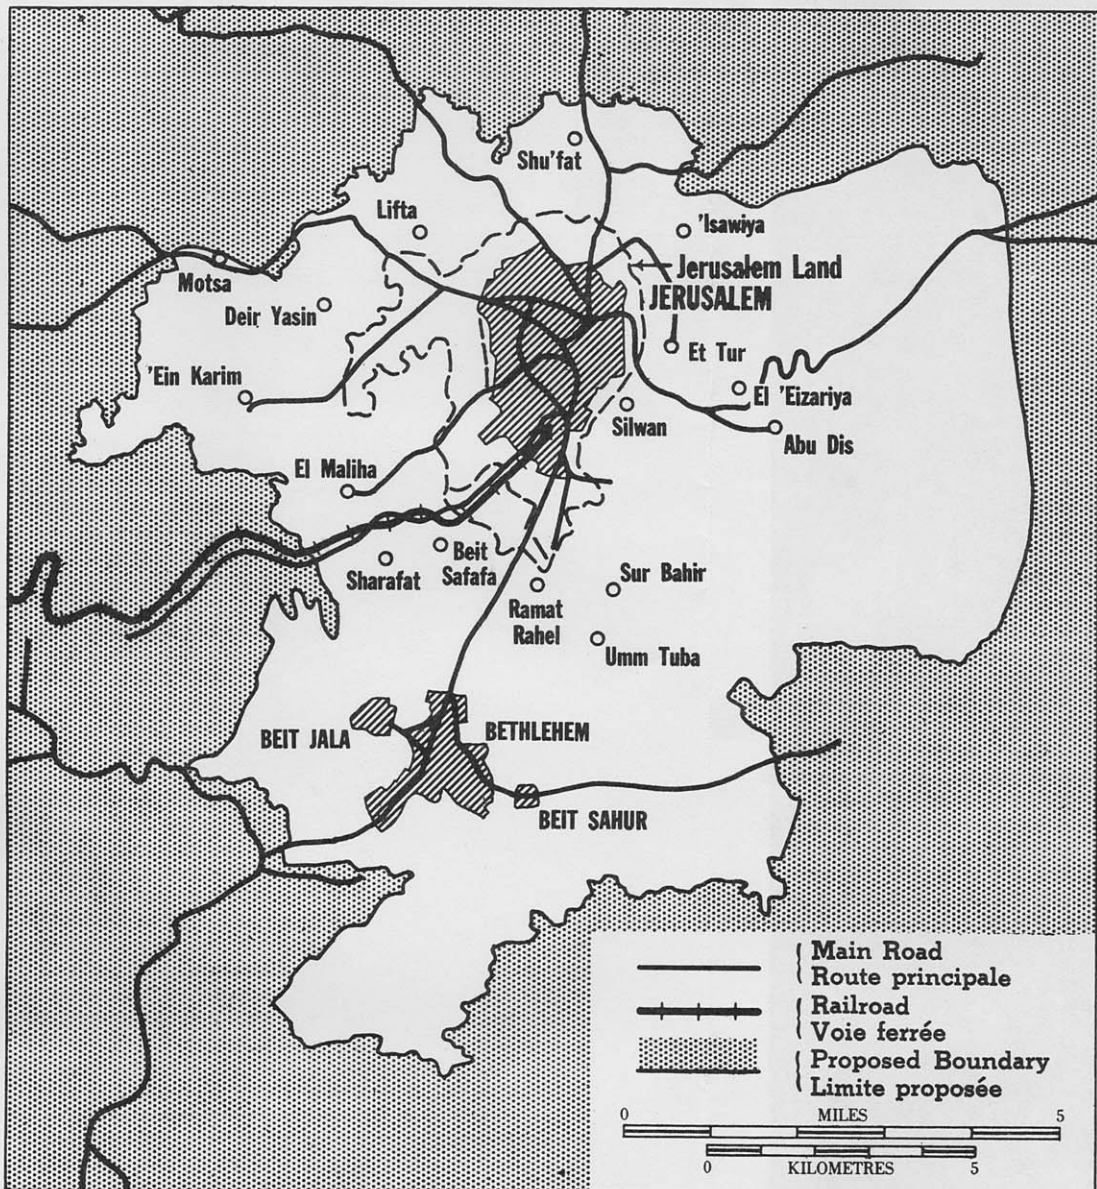 Shu'fat
Lifta
'Isawiya
Motsa
Jerusalem Land
JERUSALEM
Deir Yasin
Et Tur
'Ein Karim
El 'Eizariya
Silwan
Abu Dis
El Maliha
Sharafat
Beit
Safafa
Ramat
Rahel
Sur Bahir
Umm Tuba
BEIT JALA
BETHLEHEM
BEIT SAHUR
Main Road
Route principale
Railroad
Voie ferrée
Proposed Boundary
Limite proposée
0 MILES 5
0 KILOMETRES 5